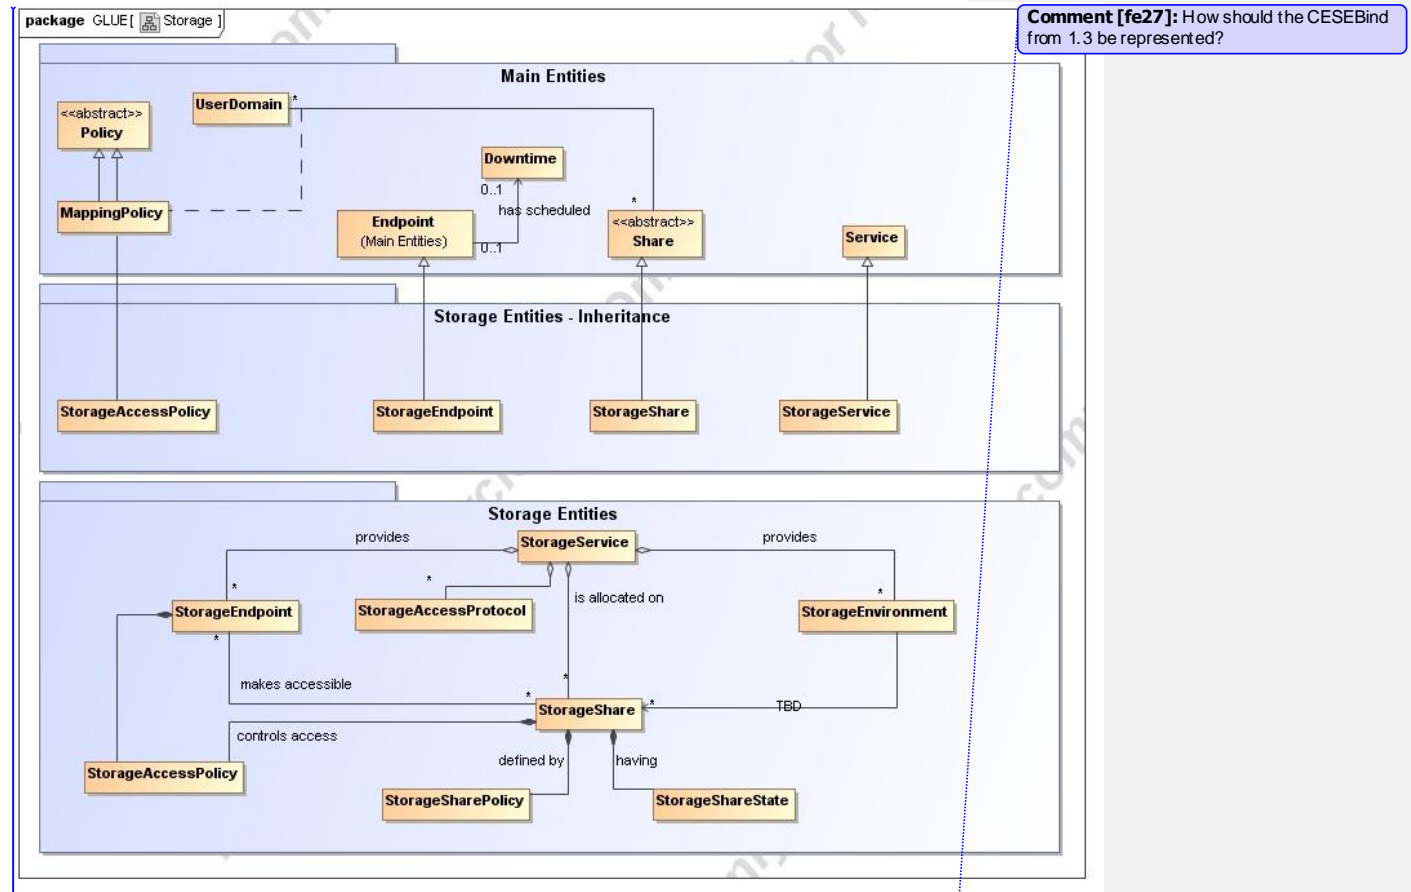 package GLUE[ Storage ]
Comment [fe27]: How should the CESEBind
from 1.3 be represented?
Main Entities
<<abstract>>
Policy
UserDomain
*
Downtime
0..1
has scheduled
MappingPolicy
Endpoint
(Main Entities)
0..1
*
<<abstract>>
Share
Service
Storage Entities - Inheritance
StorageAccessPolicy
StorageEndpoint
StorageShare
StorageService
Storage Entities
provides
StorageService
provides
*
*
*
is allocated on
StorageEndpoint
StorageAccessProtocol
StorageEnvironment
*
makes accessible
*
*
StorageShare
*
TBD
controls access
defined by
having
StorageAccessPolicy
StorageSharePolicy
StorageShareState